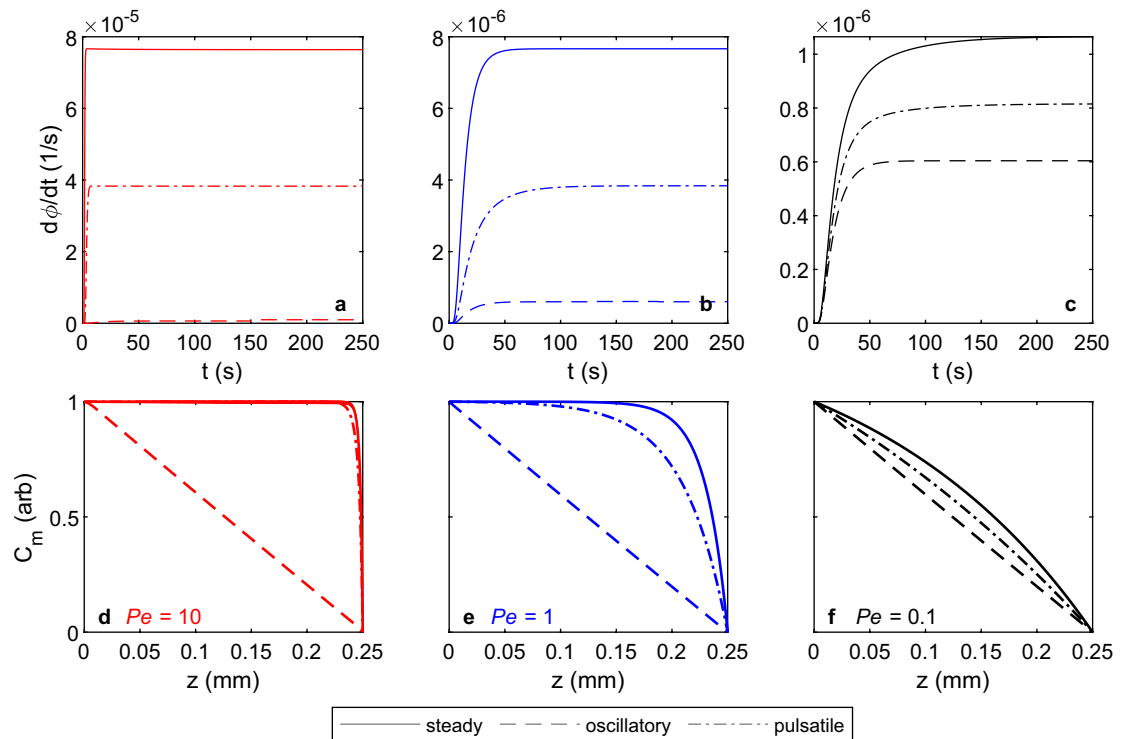 ×10⁻⁵ ×10⁻⁶ ×10⁻⁶
dϕ/dt (1/s)
8 6 4 2 0
8 6 4 2 0
1 0.8 0.6 0.4 0.2 0
a b c
0 50 100 150 200 250
0 50 100 150 200 250
0 50 100 150 200 250
t (s) t (s) t (s)
C_m (arb)
1 0.5 0
d Pe = 10
e Pe = 1
f Pe = 0.1
0 0.05 0.1 0.15 0.2 0.25
0 0.05 0.1 0.15 0.2 0.25
0 0.05 0.1 0.15 0.2 0.25
z (mm) z (mm) z (mm)
steady oscillatory pulsatile